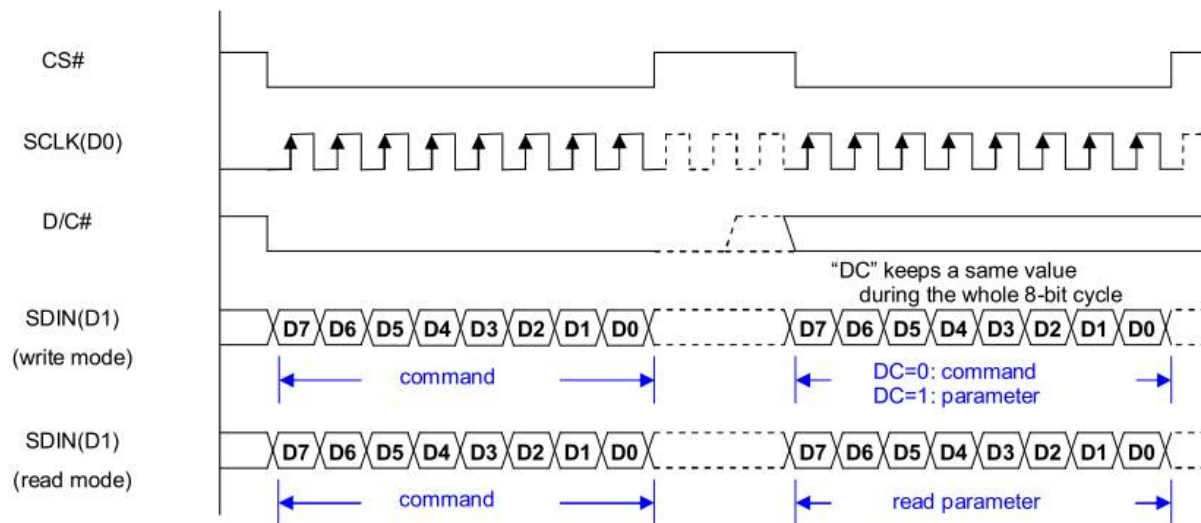 CS#
SCLK(D0)
D/C#
“DC” keeps a same value
during the whole 8-bit cycle
SDIN(D1)
(write mode)
D7 D6 D5 D4 D3 D2 D1 D0 D7 D6 D5 D4 D3 D2 D1 D0
command
DC=0: command
DC=1: parameter
SDIN(D1)
(read mode)
D7 D6 D5 D4 D3 D2 D1 D0 D7 D6 D5 D4 D3 D2 D1 D0
command
read parameter